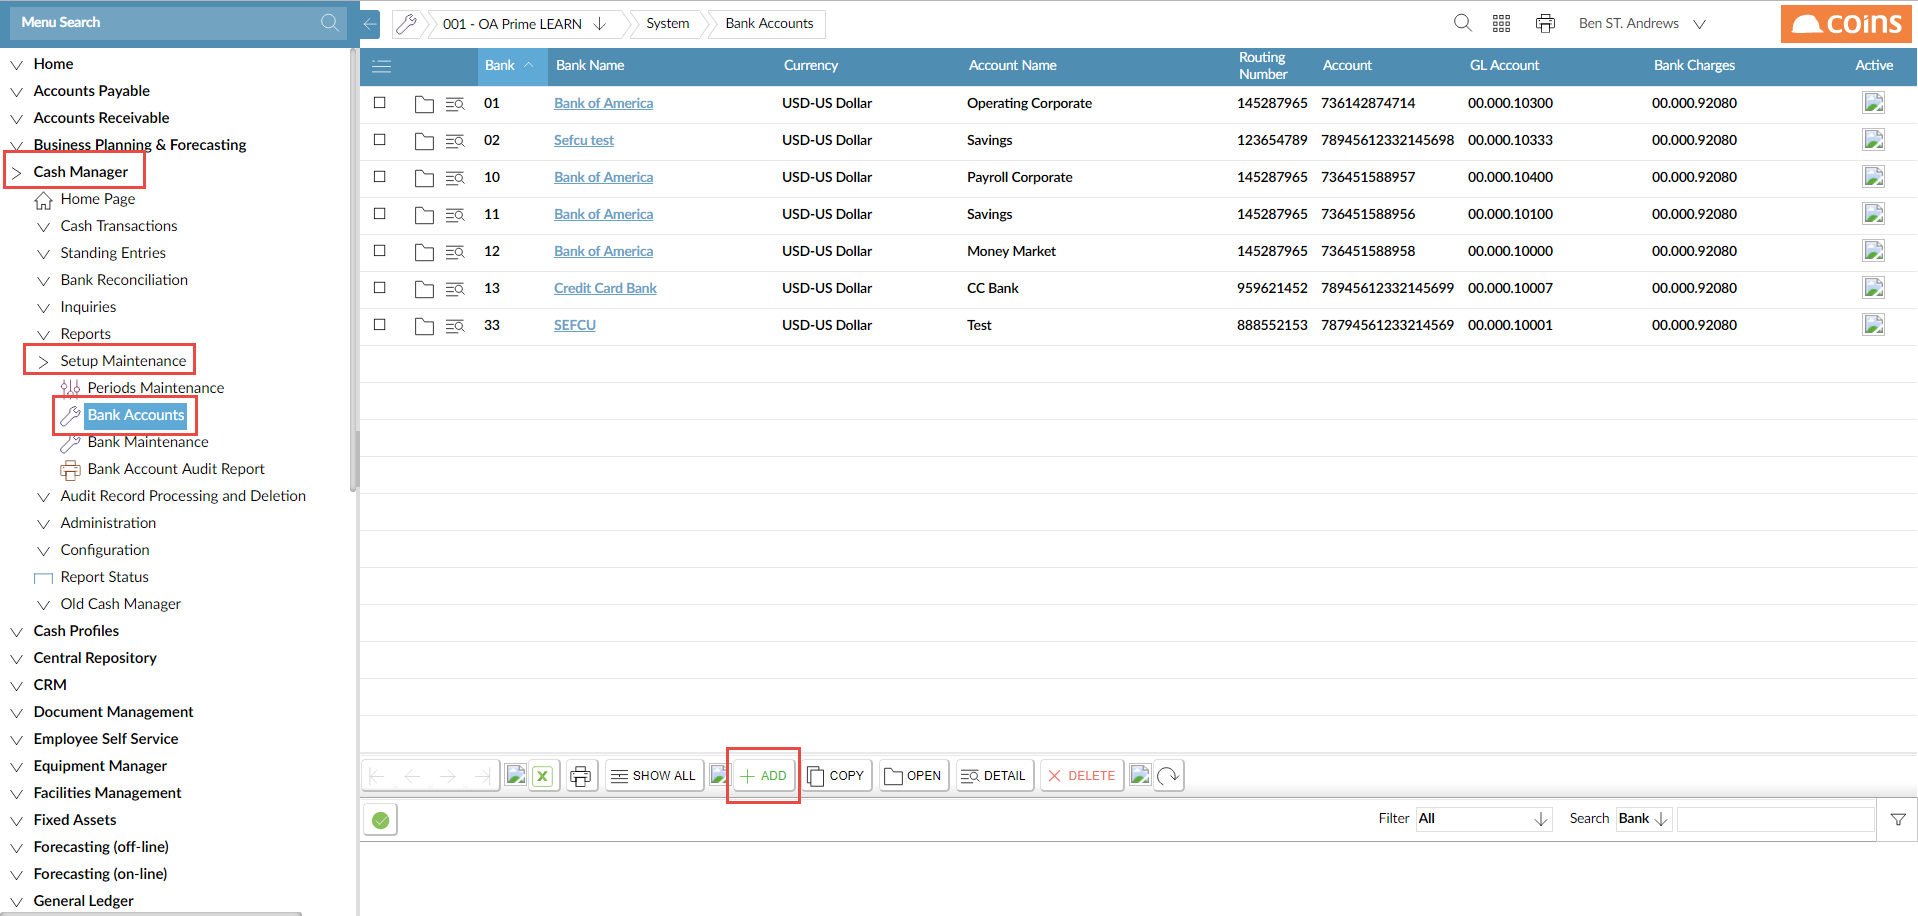 Menu Search
001 - OA Prime LEARN
System
Bank Accounts
Ben ST. Andrews
coins
Home
Accounts Payable
Accounts Receivable
Business Planning & Forecasting
Cash Manager
Home Page
Cash Transactions
Standing Entries
Bank Reconciliation
Inquiries
Reports
Setup Maintenance
Periods Maintenance
Bank Accounts
Bank Maintenance
Bank Account Audit Report
Audit Record Processing and Deletion
Administration
Configuration
Report Status
Old Cash Manager
Cash Profiles
Central Repository
CRM
Document Management
Employee Self Service
Equipment Manager
Facilities Management
Fixed Assets
Forecasting (off-line)
Forecasting (on-line)
General Ledger
Bank Bank Name Currency Account Name Routing Number Account GL Account Bank Charges Active
01 Bank of America USD-US Dollar Operating Corporate 145287965 736142874714 00.000.10300 00.000.92080
02 Sefcu test USD-US Dollar Savings 123654789 78945612332145698 00.000.10333 00.000.92080
10 Bank of America USD-US Dollar Payroll Corporate 145287965 736451588957 00.000.10400 00.000.92080
11 Bank of America USD-US Dollar Savings 145287965 736451588956 00.000.10100 00.000.92080
12 Bank of America USD-US Dollar Money Market 145287965 736451588958 00.000.10000 00.000.92080
13 Credit Card Bank USD-US Dollar CC Bank 959621452 78945612332145699 00.000.10007 00.000.92080
33 SEFCU USD-US Dollar Test 888552153 78794561233214569 00.000.10001 00.000.92080
SHOW ALL
ADD
COPY
OPEN
DETAIL
DELETE
Filter All Search Bank